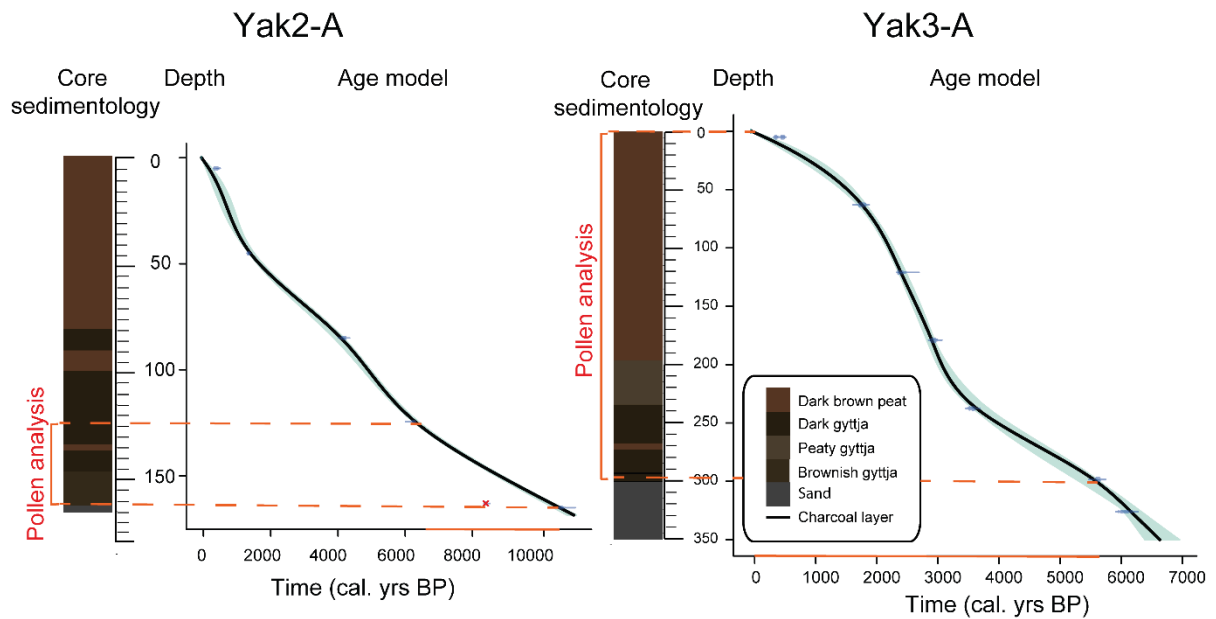 Yak2-A
Core
sedimentology
Depth
Age model
0
50
100
150
Pollen analysis
0
2000
4000
6000
8000
10000
Time (cal. yrs BP)
Yak3-A
Core
sedimentology
Depth
Age model
0
50
100
150
200
250
300
350
Pollen analysis
Dark brown peat
Dark gyttja
Peaty gyttja
Brownish gyttja
Sand
Charcoal layer
0
1000
2000
3000
4000
5000
6000
7000
Time (cal. yrs BP)